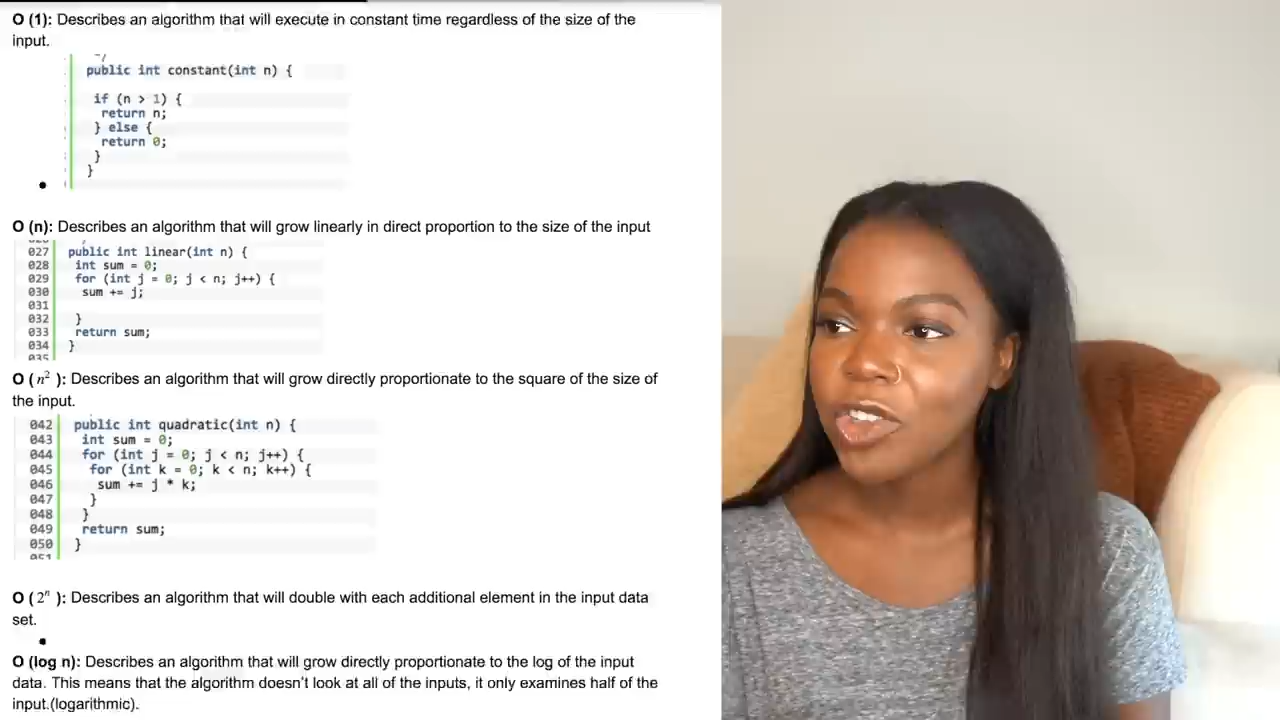 O (1): Describes an algorithm that will execute in constant time regardless of the size of the
input.
public int constant(int n) {
if (n > 1) {
return n;
} else {
return 0;
}
}
O (n): Describes an algorithm that will grow linearly in direct proportion to the size of the input
027 public int linear(int n) {
028 int sum = 0;
029 for (int j = 0; j < n; j++) {
030 sum += j;
031
032 }
033 return sum;
034 }
035
O ( n² ): Describes an algorithm that will grow directly proportionate to the square of the size of
the input.
042 public int quadratic(int n) {
043 int sum = 0;
044 for (int j = 0; j < n; j++) {
045 for (int k = 0; k < n; k++) {
046 sum += j * k;
047 }
048 }
049 return sum;
050 }
051
O ( 2ⁿ ): Describes an algorithm that will double with each additional element in the input data
set.
O (log n): Describes an algorithm that will grow directly proportionate to the log of the input
data. This means that the algorithm doesn't look at all of the inputs, it only examines half of the
input.(logarithmic).